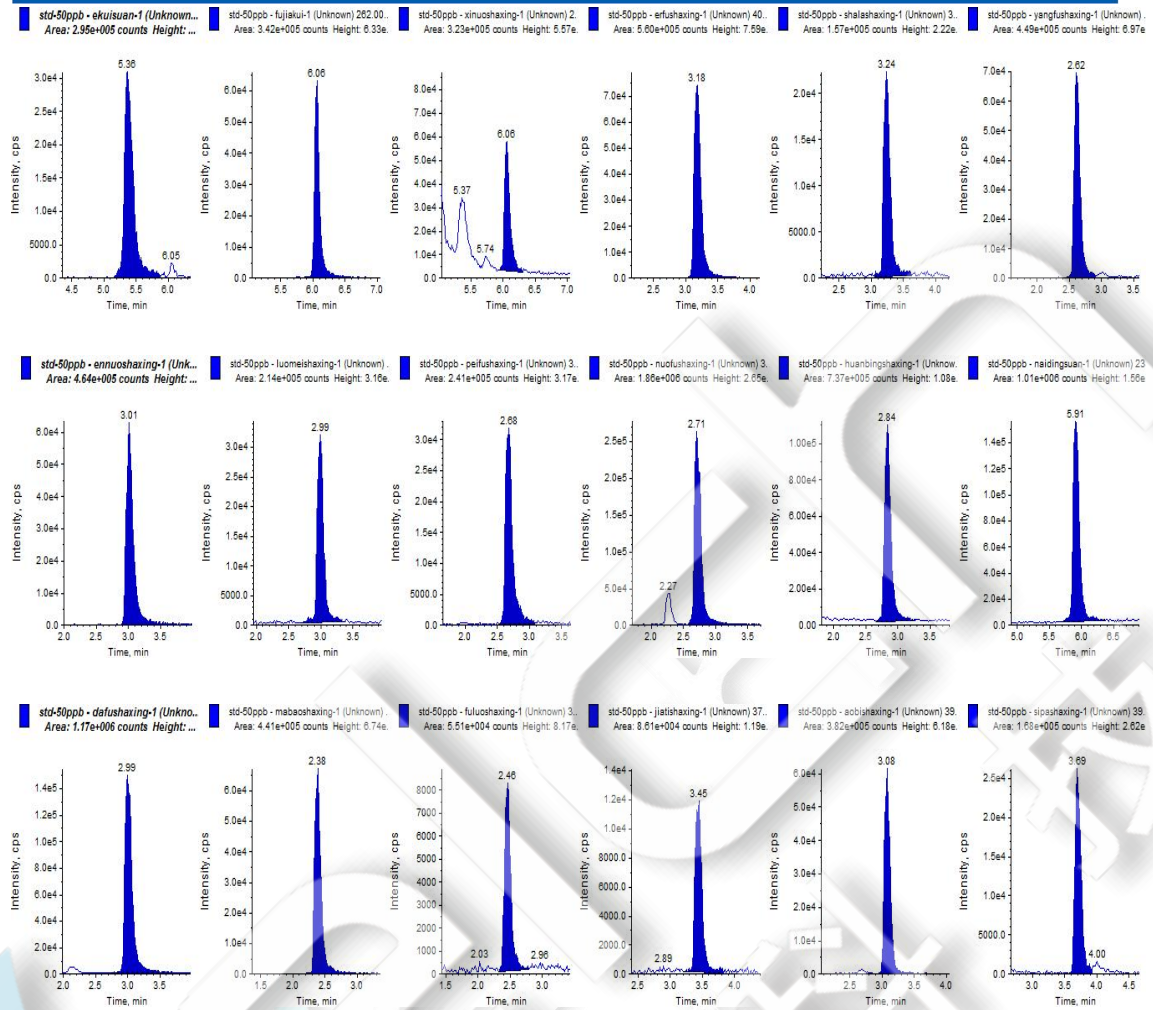 std-50ppb - ekuisuan-1 (Unknown...
Area: 2.95e+005 counts Height: ...
std-50ppb - fujiakui-1 (Unknown) 262.00..
Area: 3.42e+005 counts Height: 6.33e.
std-50ppb - xinuoshaxing-1 (Unknown) 2.
Area: 3.23e+005 counts Height: 5.57e.
std-50ppb - erfushaxing-1 (Unknown) 40..
Area: 5.60e+005 counts Height: 7.59e.
std-50ppb - shalashaxing-1 (Unknown) 3..
Area: 1.57e+005 counts Height: 2.22e.
std-50ppb - yangfushaxing-1 (Unknown) .
Area: 4.49e+005 counts Height: 6.97e
5.36
3.0e4
2.5e4
2.0e4
1.5e4
1.0e4
5000.0
0.0
6.05
4.5 5.0 5.5 6.0
Time, min
Intensity, cps
6.06
6.0e4
5.0e4
4.0e4
3.0e4
2.0e4
1.0e4
0.0
5.5 6.0 6.5 7.0
Time, min
Intensity, cps
8.0e4
7.0e4
6.0e4
5.0e4
4.0e4
3.0e4
2.0e4
1.0e4
0.0
5.37
5.74
6.06
5.5 6.0 6.5 7.0
Time, min
Intensity, cps
3.18
7.0e4
6.0e4
5.0e4
4.0e4
3.0e4
2.0e4
1.0e4
0.0
2.5 3.0 3.5 4.0
Time, min
Intensity, cps
3.24
2.0e4
1.5e4
1.0e4
5000.0
0.0
2.5 3.0 3.5 4.0
Time, min
Intensity, cps
2.62
7.0e4
6.0e4
5.0e4
4.0e4
3.0e4
2.0e4
1.0e4
0.0
2.0 2.5 3.0 3.5
Time, min
Intensity, cps
std-50ppb - ennuoshaxing-1 (Unk...
Area: 4.64e+005 counts Height: ...
std-50ppb - luomeishaxing-1 (Unknown) .
Area: 2.14e+005 counts Height: 3.16e.
std-50ppb - peifushaxing-1 (Unknown) 3..
Area: 2.41e+005 counts Height: 3.17e.
std-50ppb - nuofushaxing-1 (Unknown) 3.
Area: 1.86e+006 counts Height: 2.65e.
std-50ppb - huanbingshaxing-1 (Unknow.
Area: 7.37e+005 counts Height: 1.08e.
std-50ppb - naidingsuan-1 (Unknown) 23
Area: 1.01e+006 counts Height: 1.56e
3.01
6.0e4
5.0e4
4.0e4
3.0e4
2.0e4
1.0e4
0.0
2.0 2.5 3.0 3.5
Time, min
Intensity, cps
2.99
3.0e4
2.5e4
2.0e4
1.5e4
1.0e4
5000.0
0.0
2.0 2.5 3.0 3.5
Time, min
Intensity, cps
2.68
3.0e4
2.5e4
2.0e4
1.5e4
1.0e4
5000.0
0.0
2.0 2.5 3.0 3.5
Time, min
Intensity, cps
2.71
2.5e5
2.0e5
1.5e5
1.0e5
5.0e4
0.0
2.27
2.0 2.5 3.0 3.5
Time, min
Intensity, cps
2.84
1.00e5
8.00e4
6.00e4
4.00e4
2.00e4
0.00
2.0 2.5 3.0 3.5
Time, min
Intensity, cps
5.91
1.4e5
1.2e5
1.0e5
8.0e4
6.0e4
4.0e4
2.0e4
0.0
5.0 5.5 6.0 6.5
Time, min
Intensity, cps
std-50ppb - dafushaxing-1 (Unkno..
Area: 1.17e+006 counts Height: ...
std-50ppb - mabaoshaxing-1 (Unknown) .
Area: 4.41e+005 counts Height: 6.74e.
std-50ppb - fuluoshaxing-1 (Unknown) 3..
Area: 5.51e+004 counts Height: 8.17e.
std-50ppb - jiatishaxing-1 (Unknown) 37..
Area: 8.61e+004 counts Height: 1.19e.
std-50ppb - aobishaxing-1 (Unknown) 39.
Area: 3.82e+005 counts Height: 6.18e.
std-50ppb - sipashaxing-1 (Unknown) 39.
Area: 1.68e+005 counts Height: 2.62e
2.99
1.4e5
1.2e5
1.0e5
8.0e4
6.0e4
4.0e4
2.0e4
0.0
2.0 2.5 3.0 3.5
Time, min
Intensity, cps
2.38
6.0e4
5.0e4
4.0e4
3.0e4
2.0e4
1.0e4
0.0
1.5 2.0 2.5 3.0
Time, min
Intensity, cps
2.46
8000
7000
6000
5000
4000
3000
2000
1000
0
2.03
2.96
1.5 2.0 2.5 3.0
Time, min
Intensity, cps
3.45
1.4e4
1.2e4
1.0e4
8000.0
6000.0
4000.0
2000.0
0.0
2.89
2.5 3.0 3.5 4.0
Time, min
Intensity, cps
3.08
6.0e4
5.0e4
4.0e4
3.0e4
2.0e4
1.0e4
0.0
2.5 3.0 3.5 4.0
Time, min
Intensity, cps
3.69
2.5e4
2.0e4
1.5e4
1.0e4
5000.0
0.0
4.00
3.0 3.5 4.0 4.5
Time, min
Intensity, cps